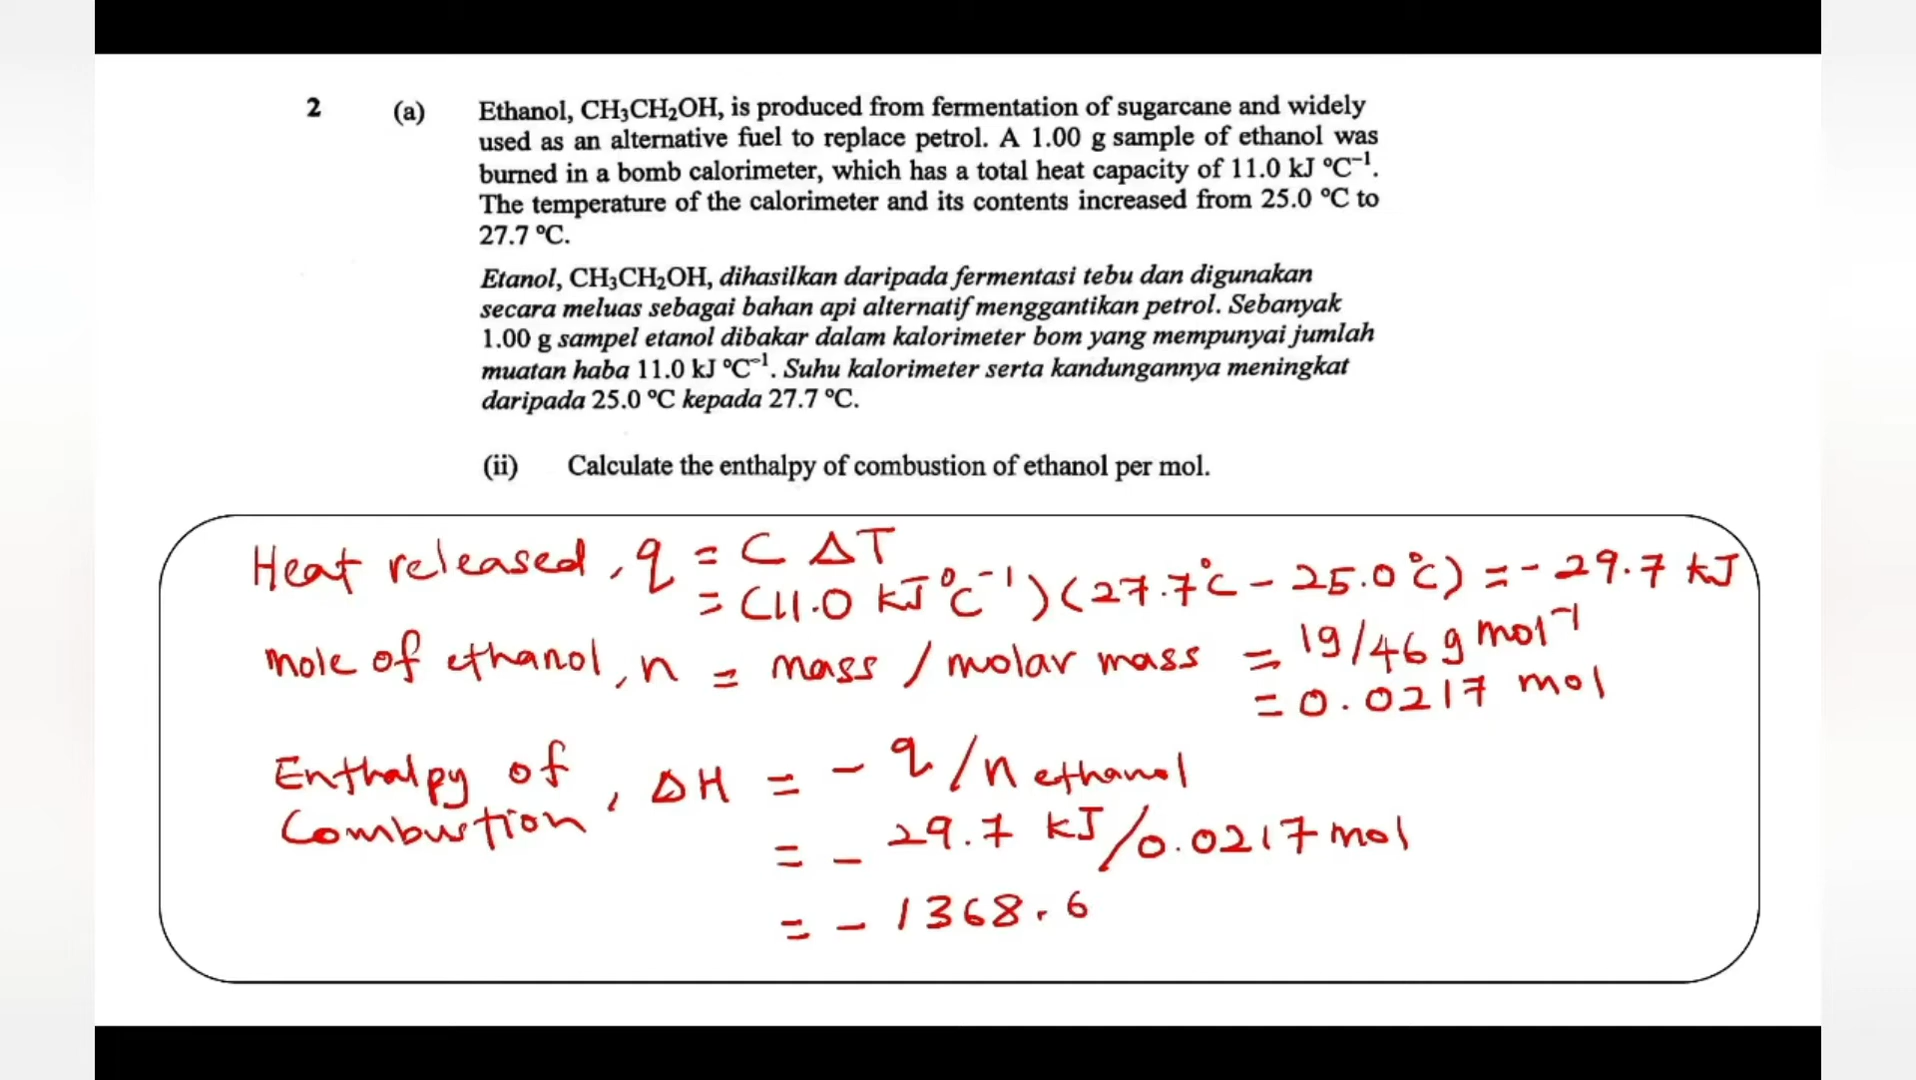 2 (a) Ethanol, CH₃CH₂OH, is produced from fermentation of sugarcane and widely
used as an alternative fuel to replace petrol. A 1.00 g sample of ethanol was
burned in a bomb calorimeter, which has a total heat capacity of 11.0 kJ °C⁻¹.
The temperature of the calorimeter and its contents increased from 25.0 °C to
27.7 °C.
Etanol, CH₃CH₂OH, dihasilkan daripada fermentasi tebu dan digunakan
secara meluas sebagai bahan api alternatif menggantikan petrol. Sebanyak
1.00 g sampel etanol dibakar dalam kalorimeter bom yang mempunyai jumlah
muatan haba 11.0 kJ °C⁻¹. Suhu kalorimeter serta kandungannya meningkat
daripada 25.0 °C kepada 27.7 °C.
(ii) Calculate the enthalpy of combustion of ethanol per mol.
Heat released, q = C ΔT
= (11.0 kJ °C⁻¹)(27.7°C - 25.0°C) = - 29.7 kJ
mole of ethanol, n = mass / molar mass = 1g/46 g mol⁻¹
= 0.0217 mol
Enthalpy of Combustion, ΔH = - q/n ethanol
= - 29.7 kJ/0.0217 mol
= - 1368.6